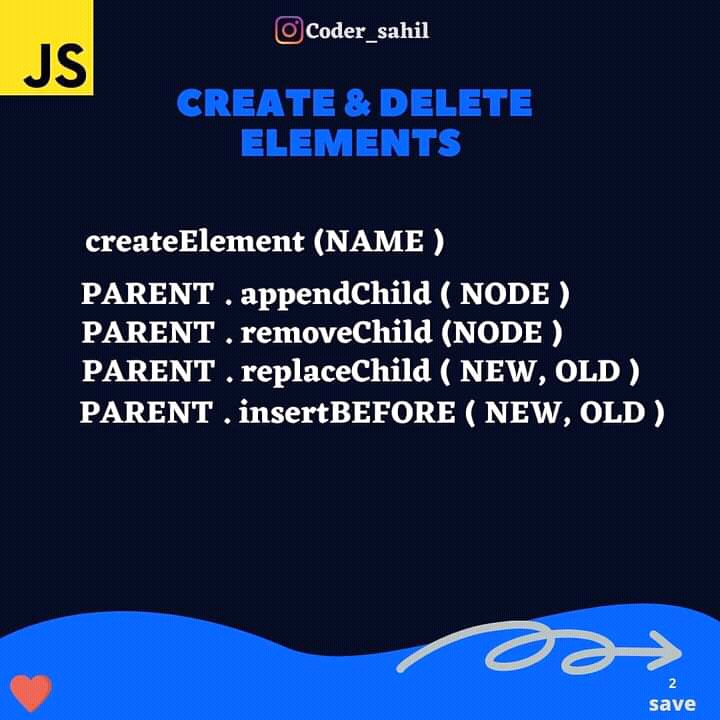 JS
Coder_sahil
CREATE & DELETE
ELEMENTS
createElement (NAME )
PARENT . appendChild ( NODE )
PARENT . removeChild (NODE )
PARENT . replaceChild ( NEW, OLD )
PARENT . insertBEFORE ( NEW, OLD )
2
save